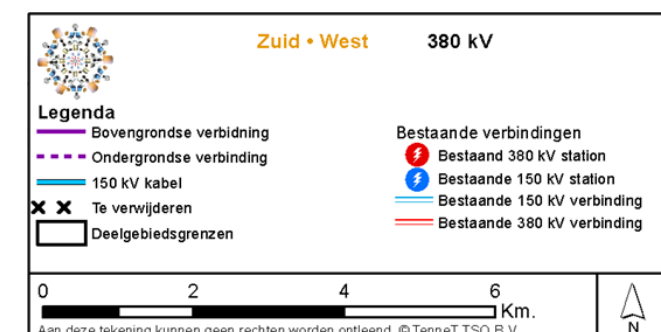 Zuid • West 380 kV
Legenda
Bovengrondse verbidning
Ondergrondse verbinding
150 kV kabel
Te verwijderen
Deelgebiedsgrenzen
Bestaande verbindingen
Bestaand 380 kV station
Bestaande 150 kV station
Bestaande 150 kV verbinding
Bestaande 380 kV verbinding
0 2 4 6
Km.
N
Aan deze tekening kunnen geen rechten worden ontleend. © TenneT TSO B.V.